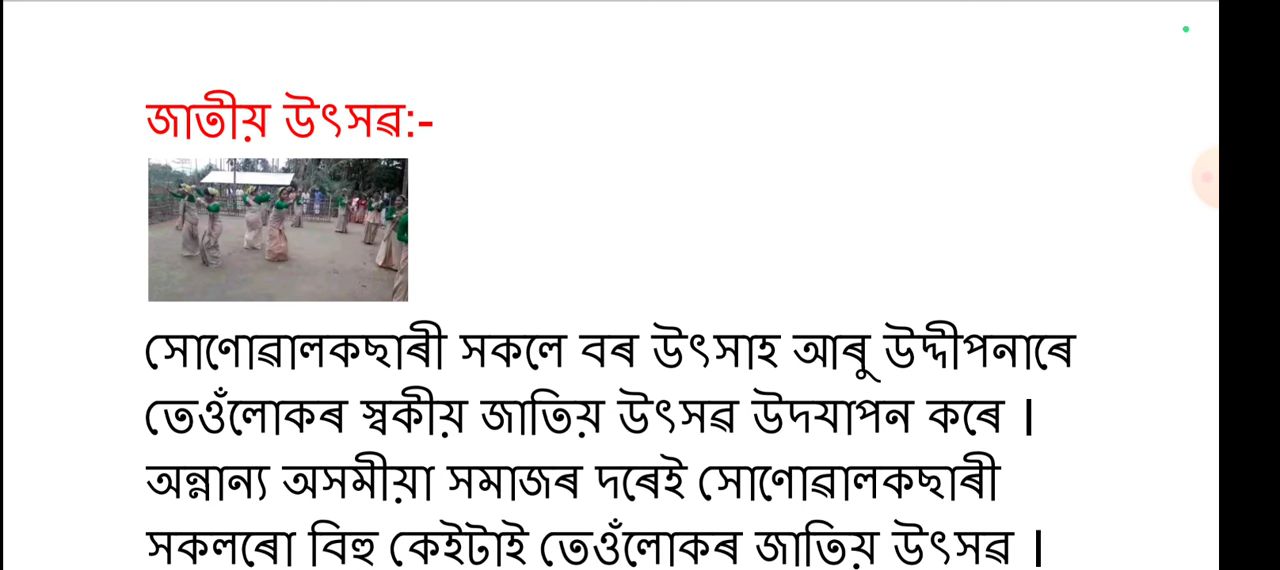 জাতীয় উৎসৱ:-
সোণোৱালকছাৰী সকলে বৰ উৎসাহ আৰু উদ্দীপনাৰে
তেওঁলোকৰ স্বকীয় জাতিয় উৎসৱ উদযাপন কৰে ।
অন্নান্য অসমীয়া সমাজৰ দৰেই সোণোৱালকছাৰী
সকলৰো বিহু কেইটাই তেওঁলোকৰ জাতিয় উৎসৱ ।